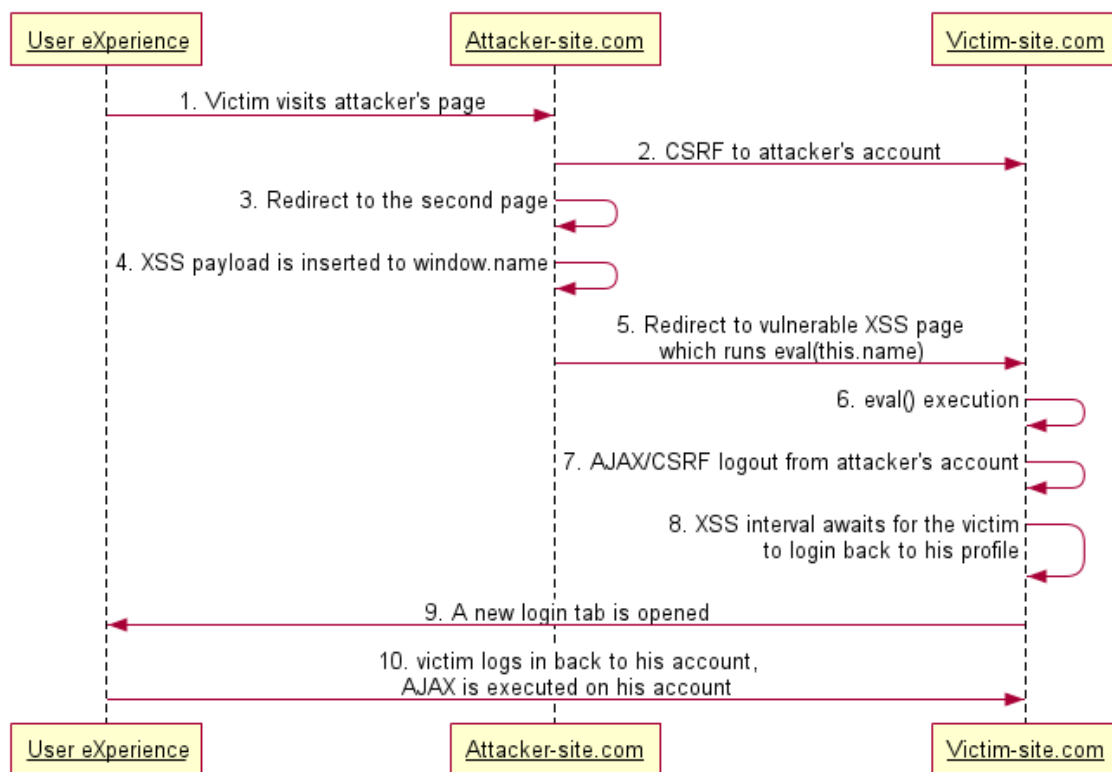 User eXperience
Attacker-site.com
Victim-site.com
1. Victim visits attacker's page
2. CSRF to attacker's account
3. Redirect to the second page
4. XSS payload is inserted to window.name
5. Redirect to vulnerable XSS page
which runs eval(this.name)
6. eval() execution
7. AJAX/CSRF logout from attacker's account
8. XSS interval awaits for the victim
to login back to his profile
9. A new login tab is opened
10. victim logs in back to his account,
AJAX is executed on his account
User eXperience
Attacker-site.com
Victim-site.com